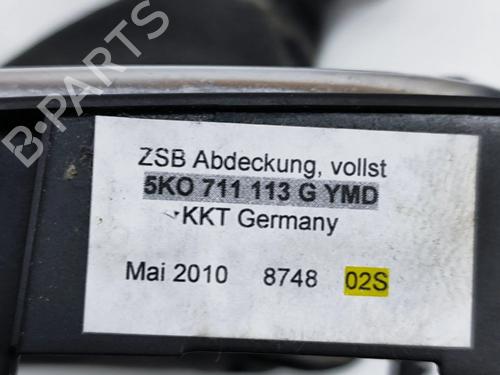 B-PARTS
ZSB Abdeckung, vollst
5KO 711 113 G YMD
KKT Germany
Mai 2010 8748 02S